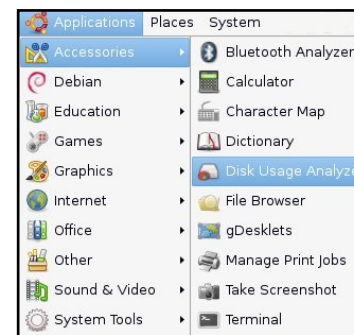 Applications Places System
Accessories
Debian
Education
Games
Graphics
Internet
Office
Other
Sound & Video
System Tools
Bluetooth Analyzer
Calculator
Character Map
Dictionary
Disk Usage Analyze
File Browser
gDesklets
Manage Print Jobs
Take Screenshot
Terminal